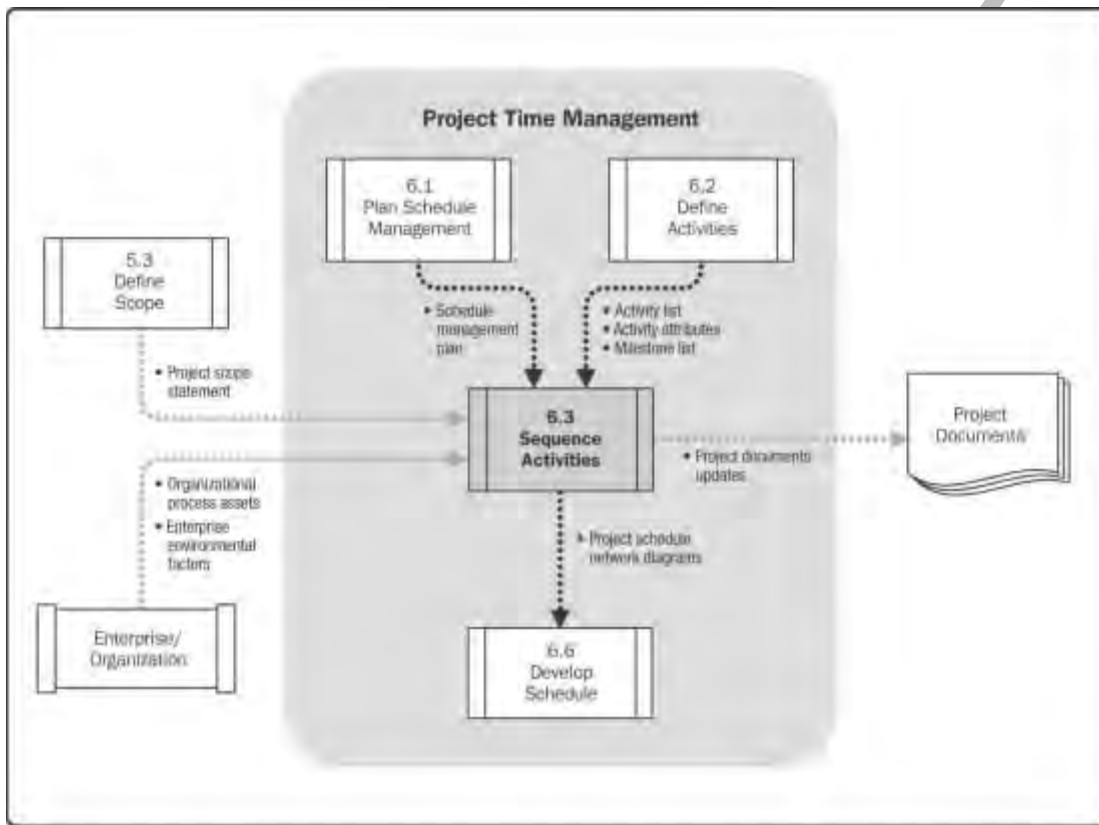 Project Time Management
6.1
Plan Schedule
Management
6.2
Define
Activities
5.3
Define
Scope
• Schedule
management
plan
• Activity list
• Activity attributes
• Milestone list
• Project scope
statement
6.3
Sequence
Activities
Project
Documents
• Project documents
updates
• Organizational
process assets
• Enterprise
environmental
factors
• Project schedule
network diagrams
Enterprise/
Organization
6.6
Develop
Schedule